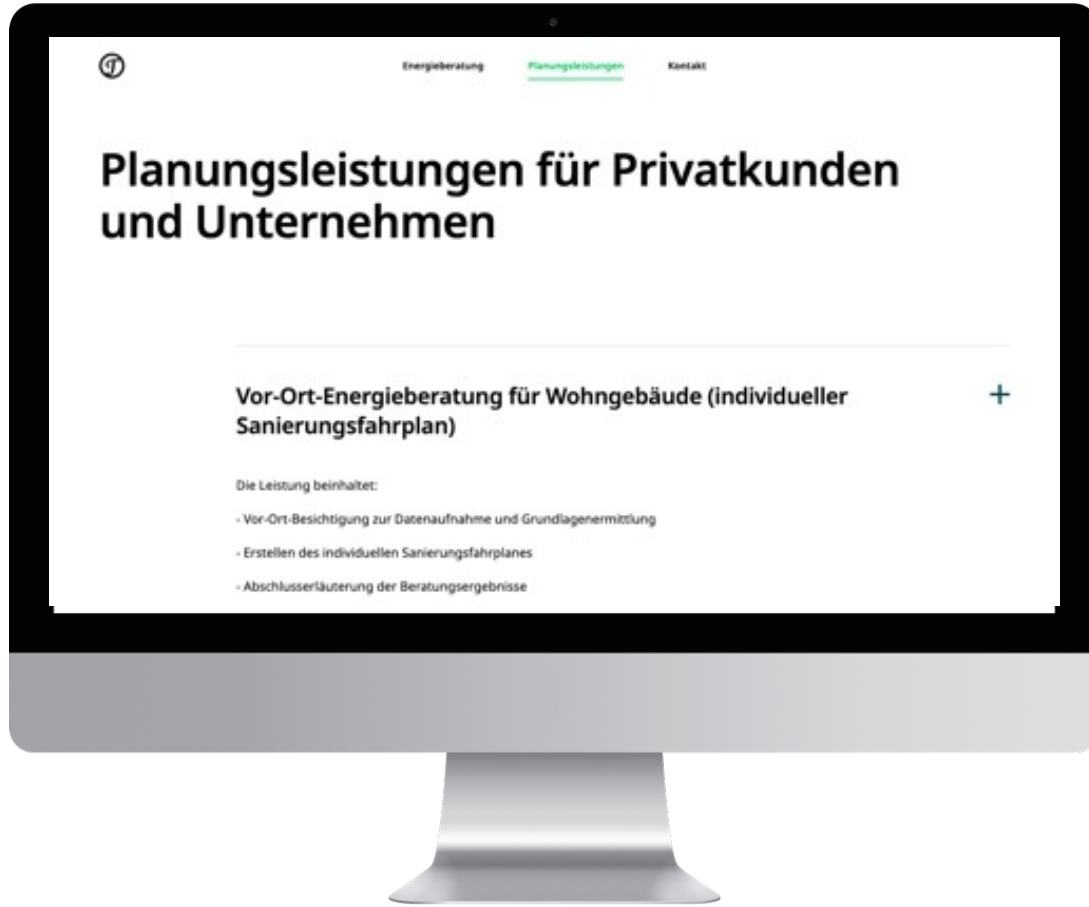 Energieberatung Planungsleistungen Kontakt
Planungsleistungen für Privatkunden
und Unternehmen
Vor-Ort-Energieberatung für Wohngebäude (individueller
Sanierungsfahrplan)
Die Leistung beinhaltet:
- Vor-Ort-Besichtigung zur Datenaufnahme und Grundlagenermittlung
- Erstellen des individuellen Sanierungsfahrplanes
- Abschlusserläuterung der Beratungsergebnisse